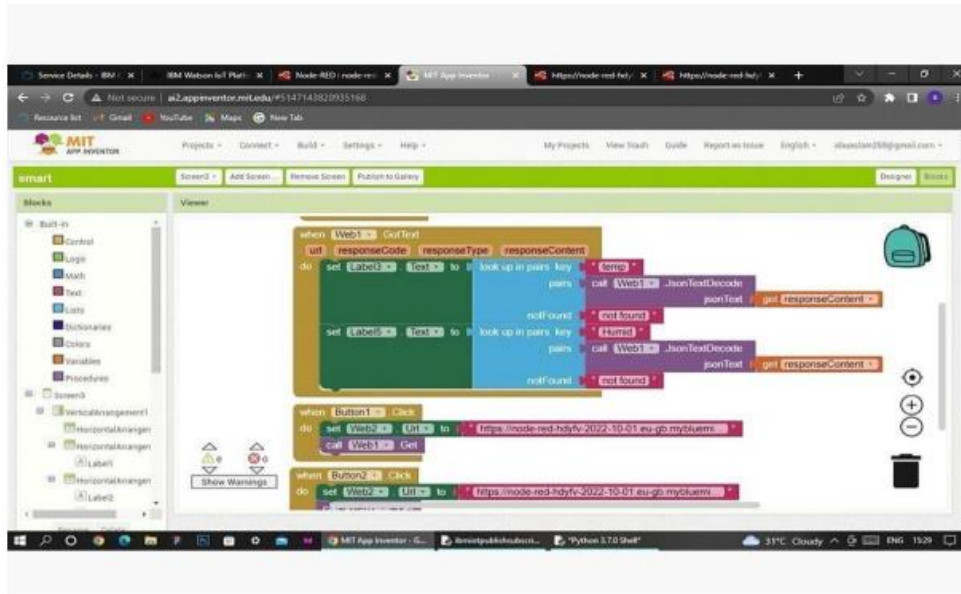 Service Details - IBM C
IBM Watson IoT Platf
Node-RED : node-re
MIT App Inventor
https://node-red-hdy
https://node-red-hdy
Not secure | ai2.appinventor.mit.edu/#5147143820935168
Resource list
Gmail
YouTube
Maps
New Tab
MIT
APP INVENTOR
Projects
Connect
Build
Settings
Help
My Projects
View Trash
Guide
Report an Issue
English
smart
Screen3
Add Screen ...
Remove Screen
Publish to Gallery
Designer
Blocks
Blocks
Viewer
Built-in
Control
Logic
Math
Text
Lists
Dictionaries
Colors
Variables
Procedures
Screen3
VerticalArrangement1
HorizontalArrangen
Label1
HorizontalArrangen
Label2
Rename Delete
when Web1 .GotText
url responseCode responseType responseContent
do set Label3 . Text to look up in pairs key " temp "
pairs call Web1 .JsonTextDecode
jsonText get responseContent
notFound " not found "
set Label5 . Text to look up in pairs key " Humid "
pairs call Web1 .JsonTextDecode
jsonText get responseContent
notFound " not found "
when Button1 .Click
do set Web2 . Url to " https://node-red-hdyfv-2022-10-01.eu-gb.mybluemi... "
call Web1 .Get
when Button2 .Click
do set Web2 . Url to " https://node-red-hdyfv-2022-10-01.eu-gb.mybluemi... "
0
0
Show Warnings
MIT App Inventor - G...
ibmiotpublishsubscri...
*Python 3.7.0 Shell*
31°C Cloudy
ENG
15:29